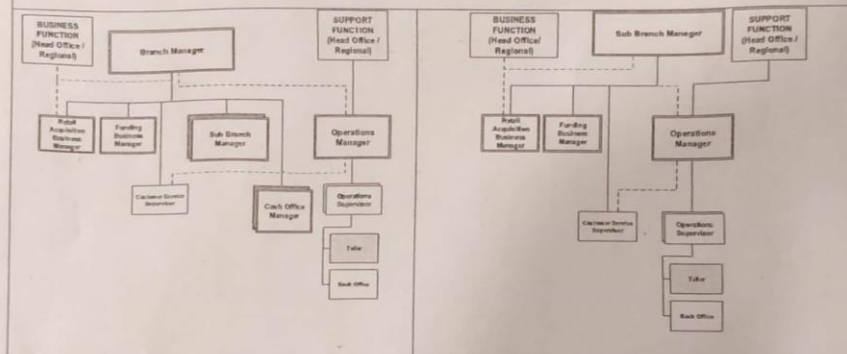 BUSINESS
FUNCTION
(Head Office /
Regional)
Branch Manager
SUPPORT
FUNCTION
(Head Office /
Regional)
Retail
Acquisition
Business
Manager
Funding
Business
Manager
Sub Branch
Manager
Operations
Manager
Customer Service
Supervisor
Cash Office
Manager
Operations
Supervisor
Teller
Back Office
BUSINESS
FUNCTION
(Head Office/
Regional)
Sub Branch Manager
SUPPORT
FUNCTION
(Head Office /
Regional)
Retail
Acquisition
Business
Manager
Funding
Business
Manager
Operations
Manager
Customer Service
Supervisor
Operations
Supervisor
Teller
Back Office